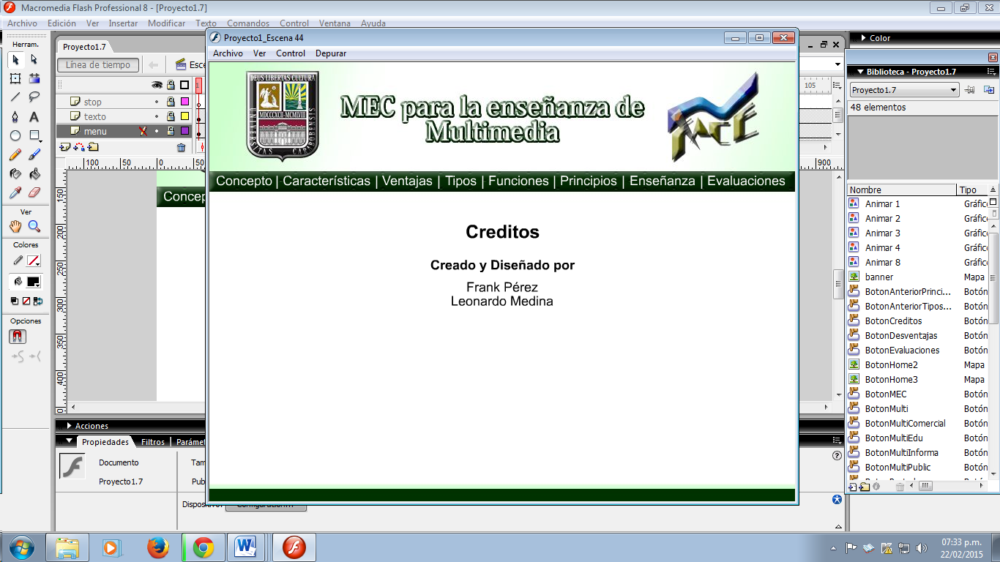 Macromedia Flash Professional 8 - [Proyecto1.7]
Archivo Edición Ver Insertar Modificar Texto Comandos Control Ventana Ayuda
Herram.
Ver
Colores
Opciones
Proyecto1.7
Línea de tiempo
Esce
1
105
stop
texto
menu
100 50 0 50
900
150
200
250
300
350
400
Concep
Proyecto1_Escena 44
Archivo Ver Control Depurar
DEUS LIBERTAS CULTURA
MDCCCXCII-MCMLVIII
MEC para la enseñanza de
Multimedia
FACE
Concepto | Características | Ventajas | Tipos | Funciones | Principios | Enseñanza | Evaluaciones
Creditos
Creado y Diseñado por
Frank Pérez
Leonardo Medina
Acciones
Propiedades Filtros Parámet
Documento
Tam
Proyecto1.7
Pub
Dispositivo:
Color
Biblioteca - Proyecto1.7
Proyecto1.7
48 elementos
Nombre Tipo
Animar 1 Gráfic
Animar 2 Gráfic
Animar 3 Gráfic
Animar 4 Gráfic
Animar 8 Gráfic
banner Mapa
BotonAnteriorPrinci... Botón
BotonAnteriorTipos... Botón
BotonCreditos Botón
BotonDesventajas Botón
BotonEvaluaciones Botón
BotonHome2 Mapa
BotonHome3 Mapa
BotonMEC Botón
BotonMulti Botón
BotonMultiComercial Botón
BotonMultiEdu Botón
BotonMultiInforma Botón
BotonMultiPublic Botón
07:33 p.m.
22/02/2015